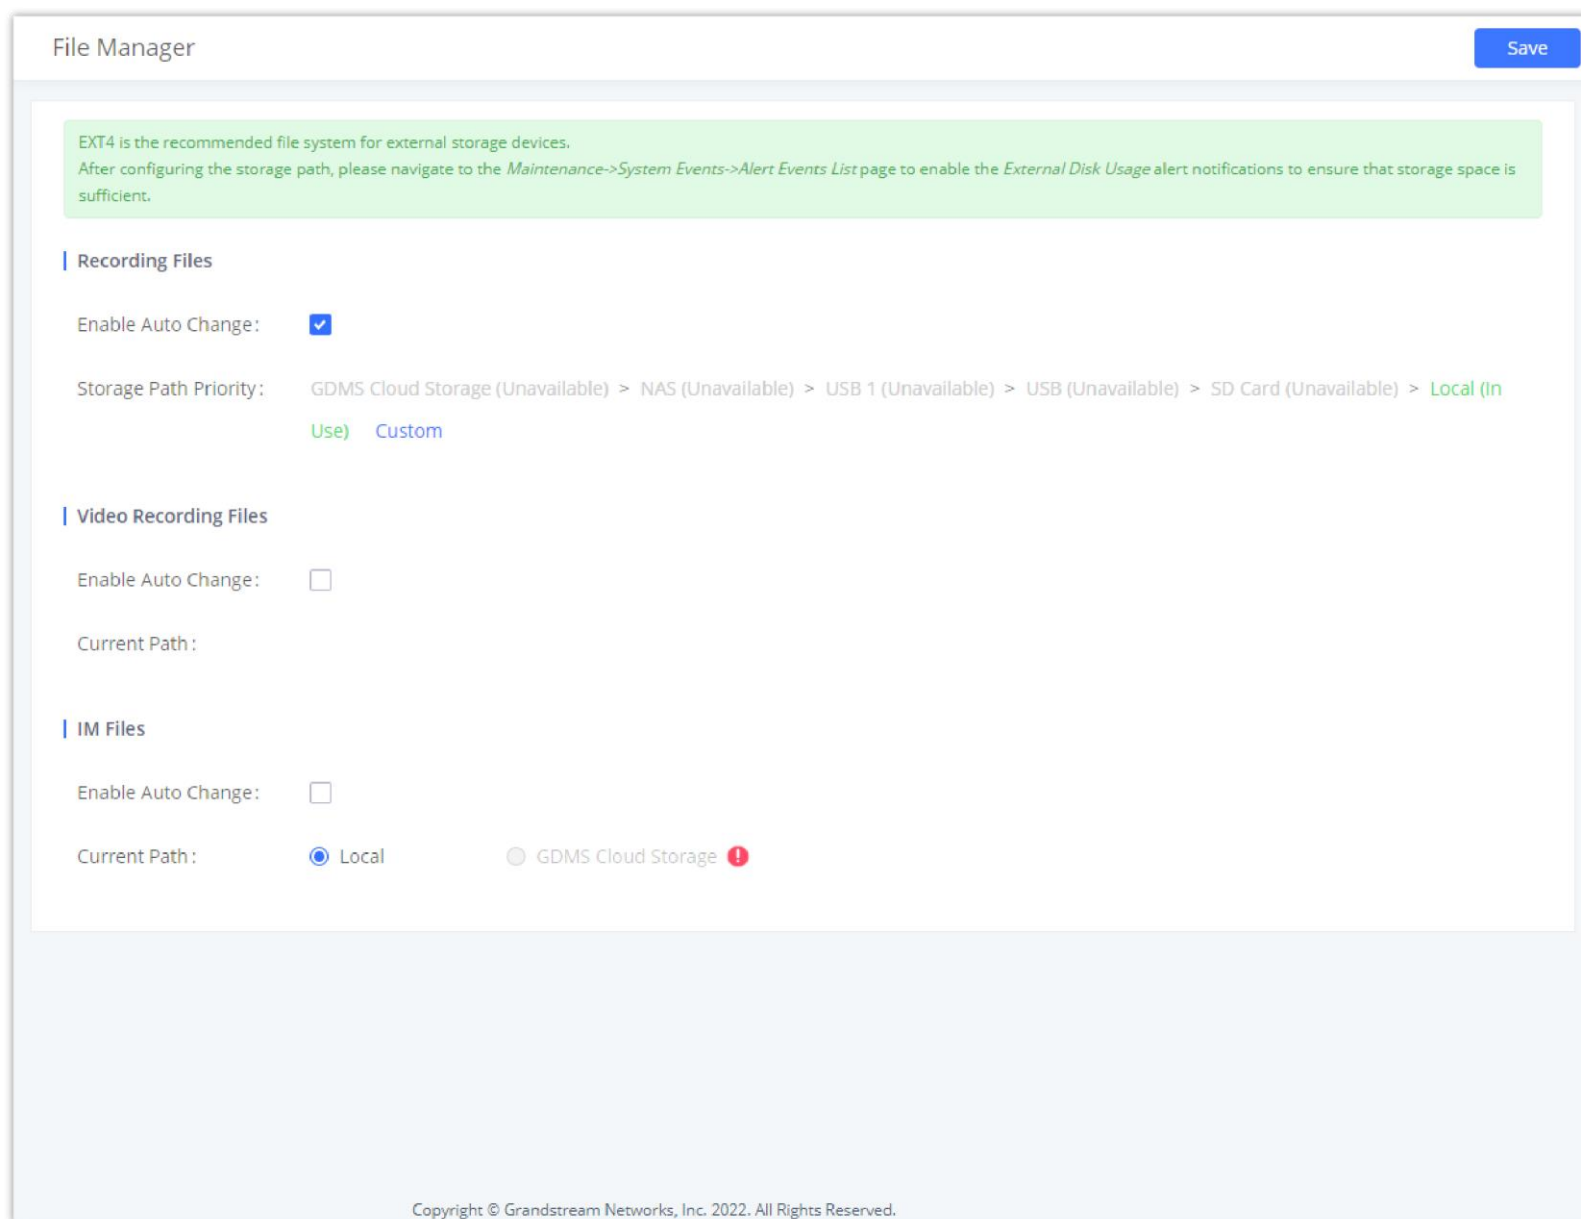 File Manager
Save
EXT4 is the recommended file system for external storage devices.
After configuring the storage path, please navigate to the Maintenance->System Events->Alert Events List page to enable the External Disk Usage alert notifications to ensure that storage space is
sufficient.
Recording Files
Enable Auto Change:
Storage Path Priority: GDMS Cloud Storage (Unavailable) > NAS (Unavailable) > USB 1 (Unavailable) > USB (Unavailable) > SD Card (Unavailable) > Local (In
Use) Custom
Video Recording Files
Enable Auto Change:
Current Path:
IM Files
Enable Auto Change:
Current Path: Local GDMS Cloud Storage
Copyright © Grandstream Networks, Inc. 2022. All Rights Reserved.